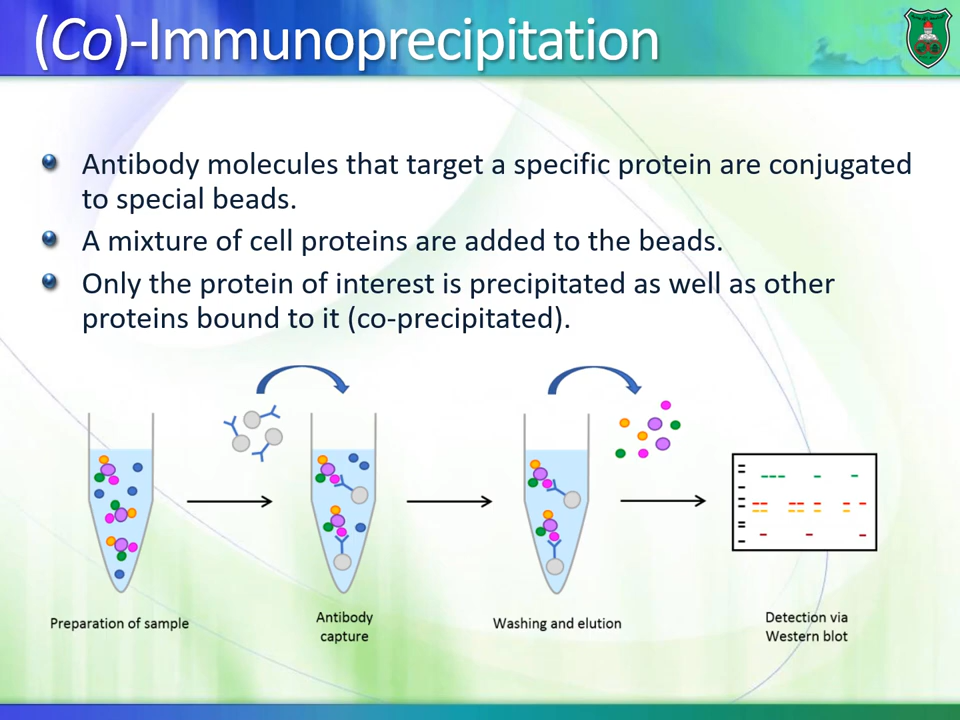 (Co)-Immunoprecipitation
Antibody molecules that target a specific protein are conjugated
to special beads.
A mixture of cell proteins are added to the beads.
Only the protein of interest is precipitated as well as other
proteins bound to it (co-precipitated).
Preparation of sample
Antibody
capture
Washing and elution
Detection via
Western blot